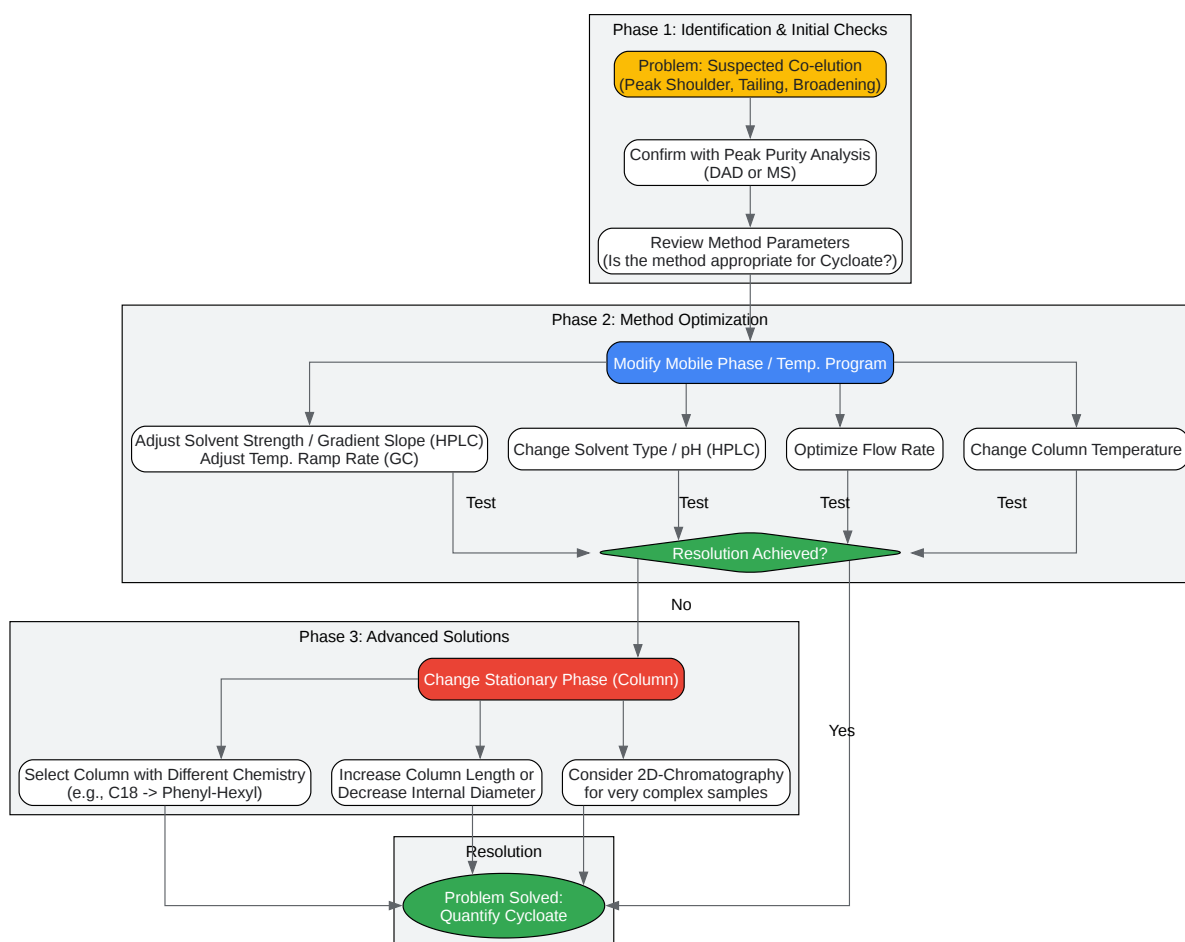 Phase 1: Identification & Initial Checks
Problem: Suspected Co-elution
(Peak Shoulder, Tailing, Broadening)
Confirm with Peak Purity Analysis
(DAD or MS)
Review Method Parameters
(Is the method appropriate for Cycloate?)
Phase 2: Method Optimization
Modify Mobile Phase / Temp. Program
Adjust Solvent Strength / Gradient Slope (HPLC)
Adjust Temp. Ramp Rate (GC)
Change Solvent Type / pH (HPLC)
Optimize Flow Rate
Change Column Temperature
Test
Test
Test
Test
Resolution Achieved?
No
Phase 3: Advanced Solutions
Change Stationary Phase (Column)
Yes
Select Column with Different Chemistry
(e.g., C18 -> Phenyl-Hexyl)
Increase Column Length or
Decrease Internal Diameter
Consider 2D-Chromatography
for very complex samples
Resolution
Problem Solved:
Quantify Cycloate